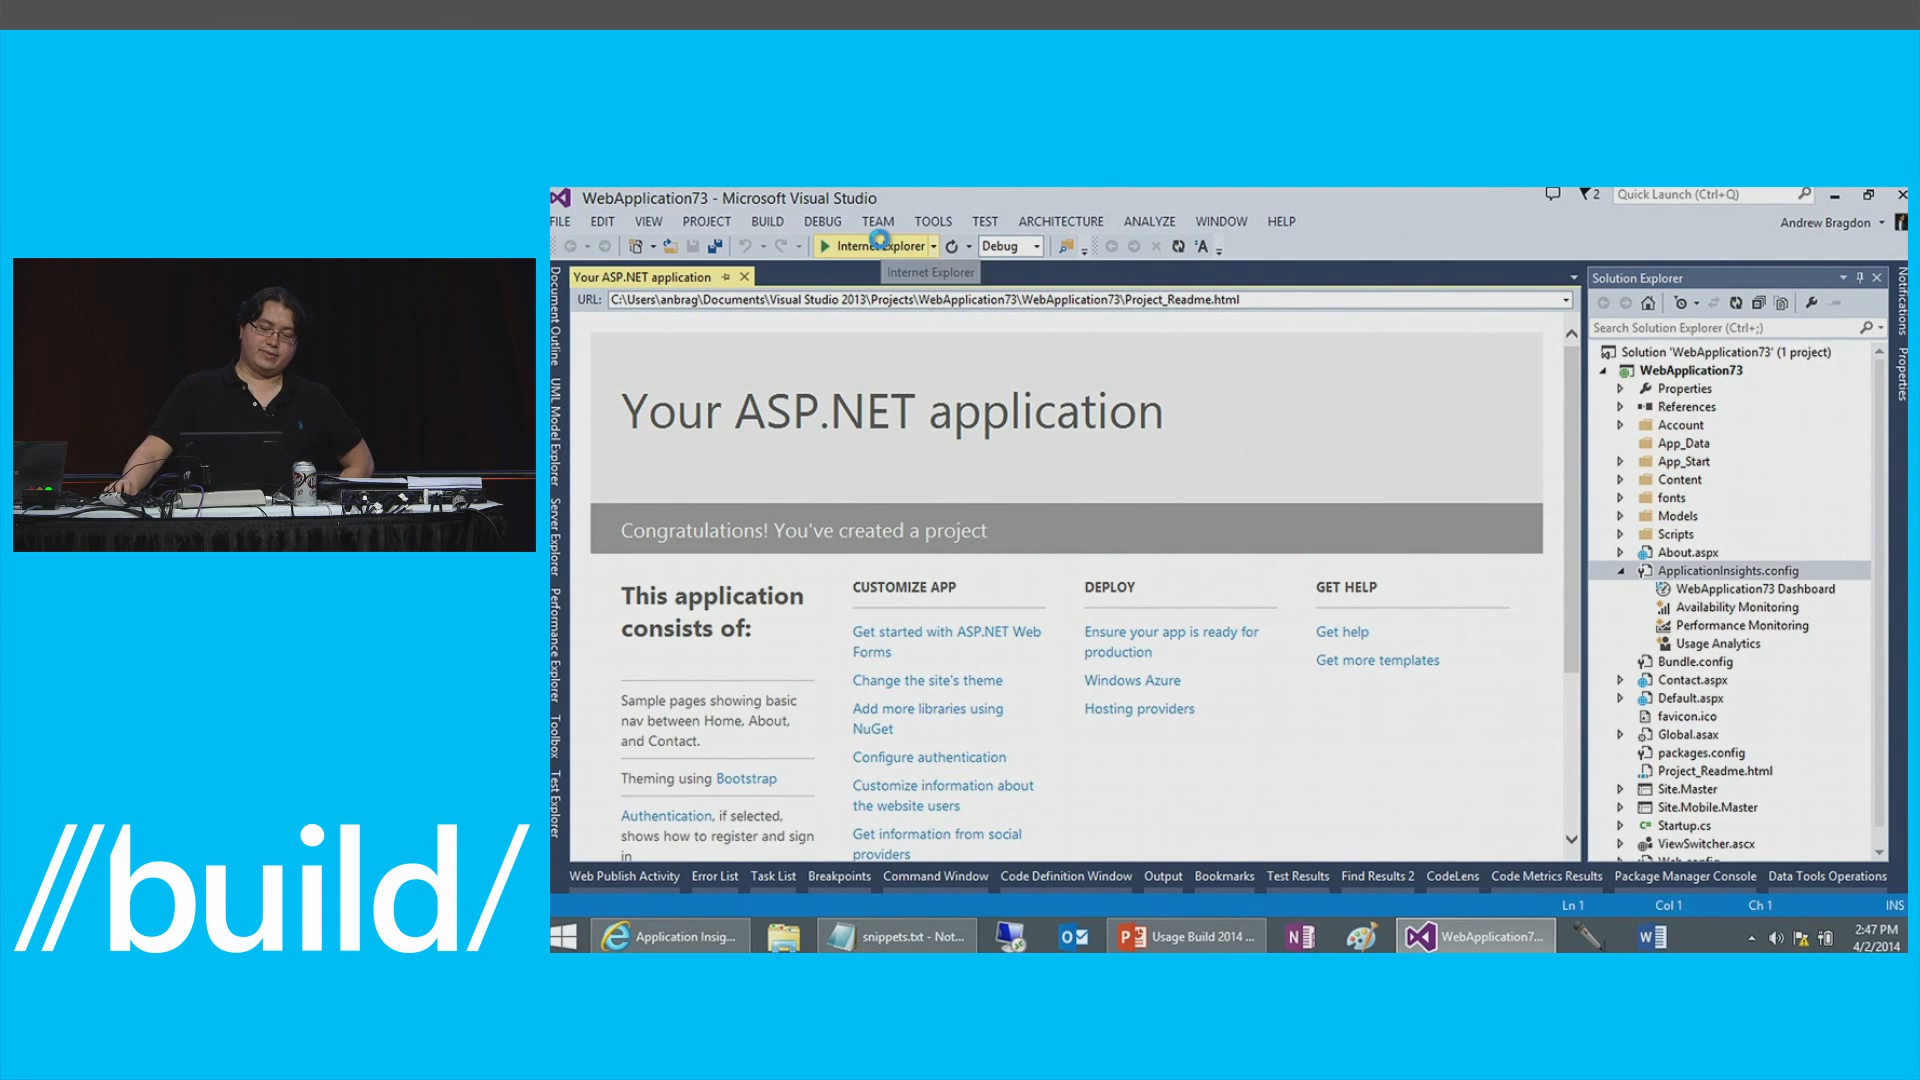 WebApplication73 - Microsoft Visual Studio
2
Quick Launch (Ctrl+Q)
FILE EDIT VIEW PROJECT BUILD DEBUG TEAM TOOLS TEST ARCHITECTURE ANALYZE WINDOW HELP
Andrew Bragdon
Internet Explorer
Debug
Internet Explorer
Your ASP.NET application
URL: C:\Users\anbrag\Documents\Visual Studio 2013\Projects\WebApplication73\WebApplication73\Project_Readme.html
Document Outline
UML Model Explorer
Server Explorer
Performance Explorer
Toolbox
Test Explorer
Your ASP.NET application
Congratulations! You've created a project
This application
consists of:
Sample pages showing basic
nav between Home, About,
and Contact.
Theming using Bootstrap
Authentication, if selected,
shows how to register and sign
in
CUSTOMIZE APP
Get started with ASP.NET Web
Forms
Change the site's theme
Add more libraries using
NuGet
Configure authentication
Customize information about
the website users
Get information from social
providers
DEPLOY
Ensure your app is ready for
production
Windows Azure
Hosting providers
GET HELP
Get help
Get more templates
Solution Explorer
Search Solution Explorer (Ctrl+;)
Solution 'WebApplication73' (1 project)
WebApplication73
Properties
References
Account
App_Data
App_Start
Content
fonts
Models
Scripts
About.aspx
ApplicationInsights.config
WebApplication73 Dashboard
Availability Monitoring
Performance Monitoring
Usage Analytics
Bundle.config
Contact.aspx
Default.aspx
favicon.ico
Global.asax
packages.config
Project_Readme.html
Site.Master
Site.Mobile.Master
Startup.cs
ViewSwitcher.ascx
Notifications
Properties
Web Publish Activity Error List Task List Breakpoints Command Window Code Definition Window Output Bookmarks Test Results Find Results 2 CodeLens Code Metrics Results Package Manager Console Data Tools Operations
Ln 1 Col 1 Ch 1 INS
Application Insig... snippets.txt - Not... Usage Build 2014 ... WebApplication7...
2:47 PM
4/2/2014
//build/